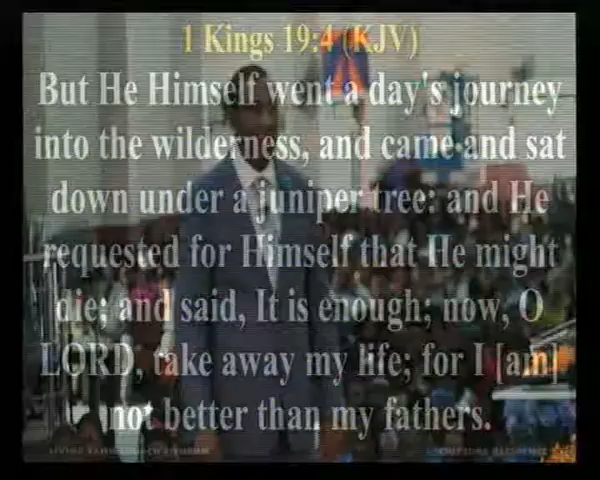 1 Kings 19:4 (KJV)
But He Himself went a day's journey
into the wilderness, and came and sat
down under a juniper tree: and He
requested for Himself that He might
die; and said, It is enough; now, O
LORD, take away my life; for I [am]
not better than my fathers.